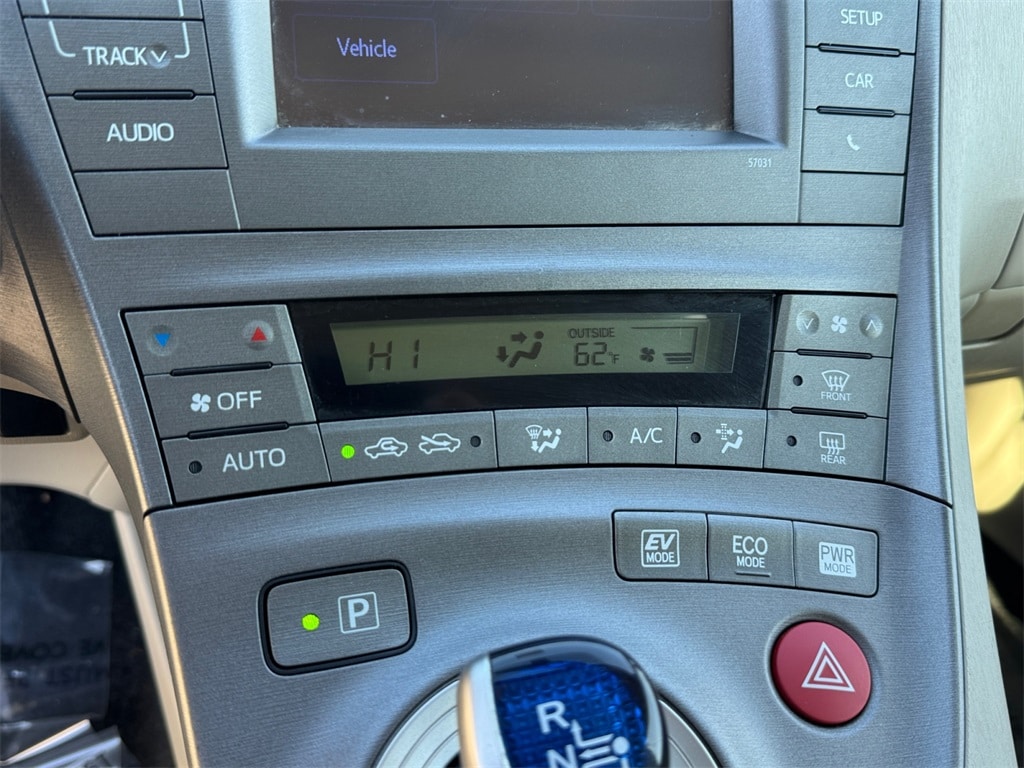 SETUP
Vehicle
TRACK
CAR
AUDIO
57031
OUTSIDE
HI 62°F
OFF
FRONT
AUTO
A/C
REAR
EV MODE
ECO MODE
PWR MODE
P
R
N